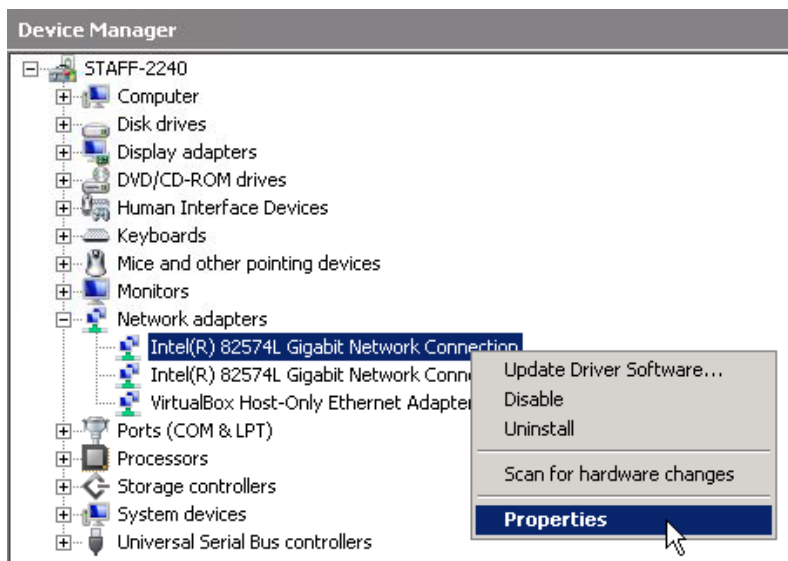 Device Manager
STAFF-2240
Computer
Disk drives
Display adapters
DVD/CD-ROM drives
Human Interface Devices
Keyboards
Mice and other pointing devices
Monitors
Network adapters
Intel(R) 82574L Gigabit Network Connection
Intel(R) 82574L Gigabit Network Conn
VirtualBox Host-Only Ethernet Adapter
Ports (COM & LPT)
Processors
Storage controllers
System devices
Universal Serial Bus controllers
Update Driver Software...
Disable
Uninstall
Scan for hardware changes
Properties